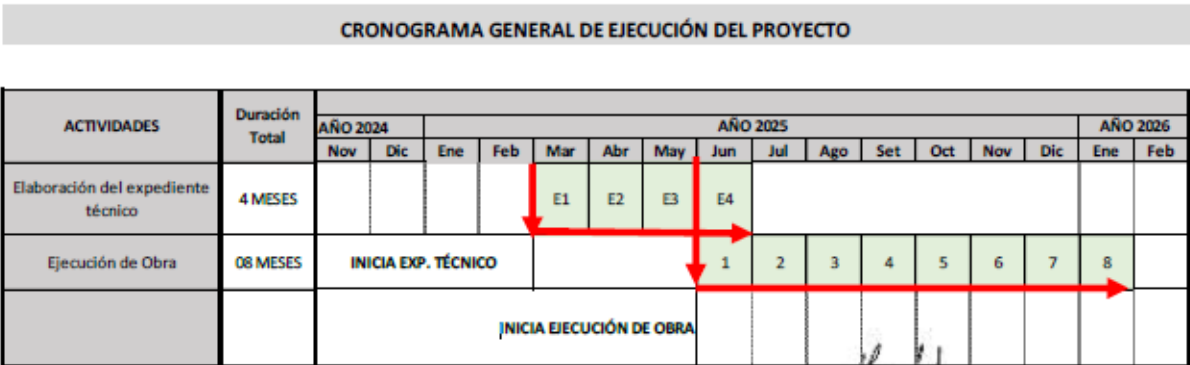 CRONOGRAMA GENERAL DE EJECUCIÓN DEL PROYECTO
ACTIVIDADES
Duración
Total
AÑO 2024
AÑO 2025
AÑO 2026
Nov Dic Ene Feb Mar Abr May Jun Jul Ago Set Oct Nov Dic Ene Feb
Elaboración del expediente
técnico
4 MESES
E1 E2 E3 E4
Ejecución de Obra
08 MESES
INICIA EXP. TÉCNICO
1 2 3 4 5 6 7 8
INICIA EJECUCIÓN DE OBRA